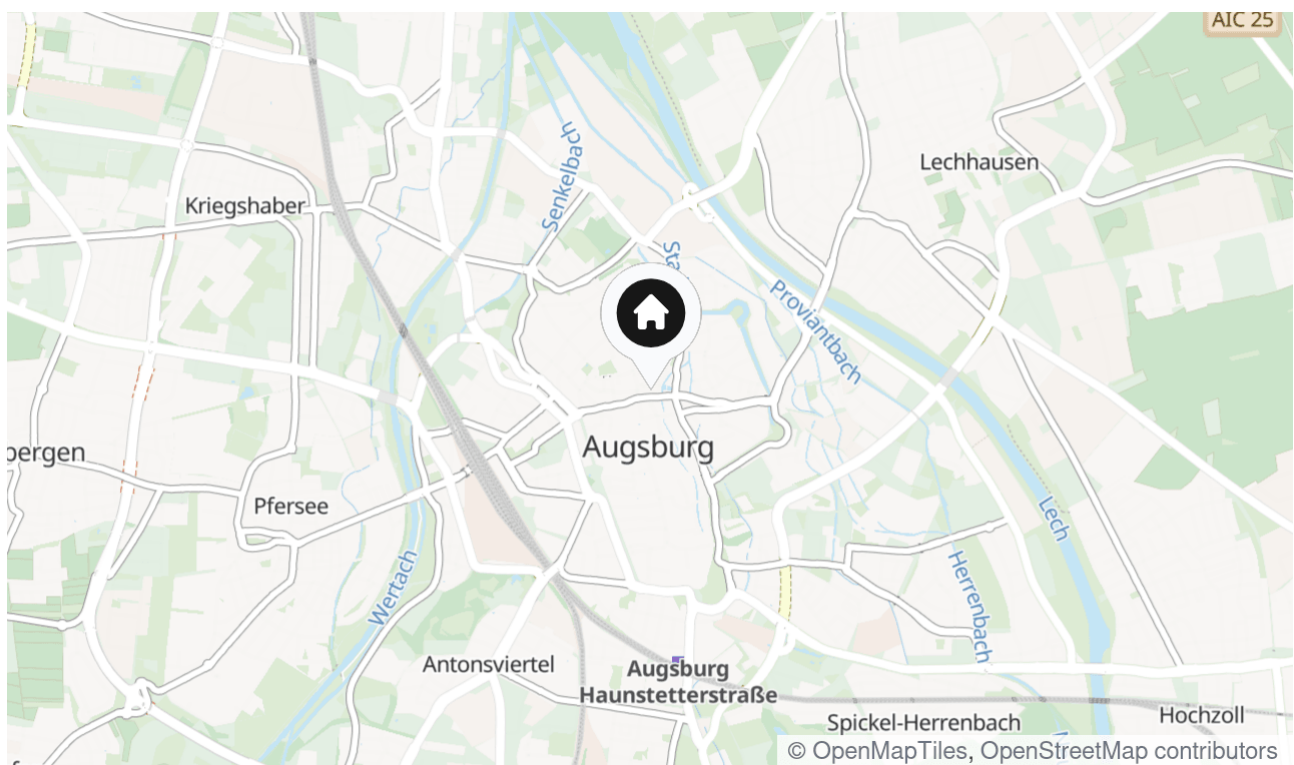 AIC 25
Senkelbach
Lechhausen
Kriegshaber
Proviantbach
Augsburg
Pfersee
Lech
Wertach
Herrenbach
Antonsviertel
Augsburg
Haunstetterstraße
Spickel-Herrenbach
Hochzoll
© OpenMapTiles, OpenStreetMap contributors